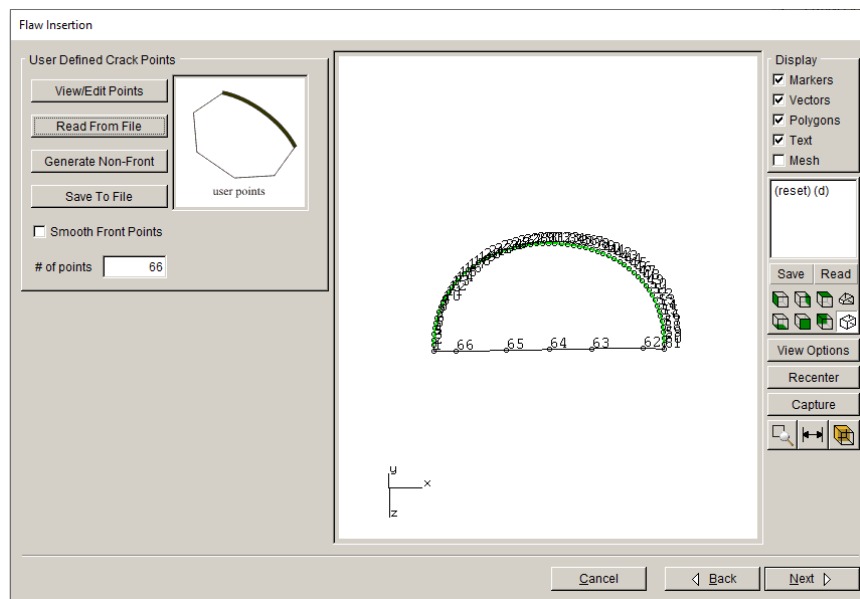 Flaw Insertion
User Defined Crack Points
View/Edit Points
Read From File
Generate Non-Front
Save To File
user points
Smooth Front Points
# of points 66
66 65 64 63 62 61
y
x
z
Display
Markers
Vectors
Polygons
Text
Mesh
(reset) (d)
Save Read
View Options
Recenter
Capture
Cancel Back Next